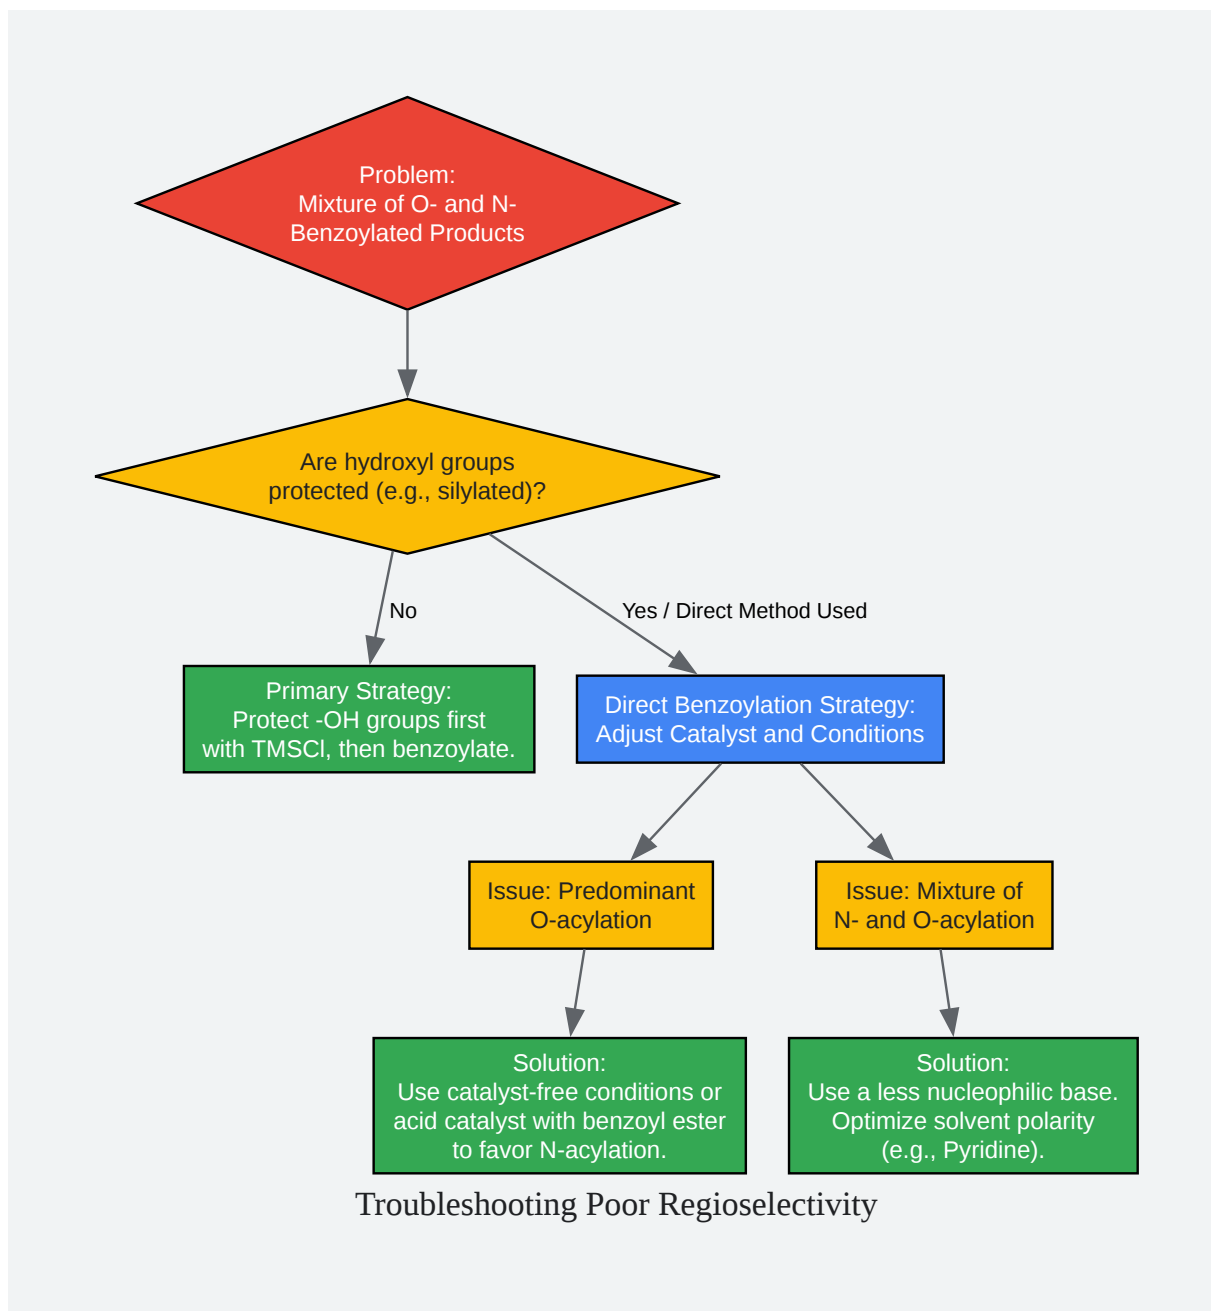 Problem:
Mixture of O- and N-
Benzoylated Products
Are hydroxyl groups
protected (e.g., silylated)?
No
Yes / Direct Method Used
Primary Strategy:
Protect -OH groups first
with TMSCl, then benzoylate.
Direct Benzoylation Strategy:
Adjust Catalyst and Conditions
Issue: Predominant
O-acylation
Issue: Mixture of
N- and O-acylation
Solution:
Use catalyst-free conditions or
acid catalyst with benzoyl ester
to favor N-acylation.
Solution:
Use a less nucleophilic base.
Optimize solvent polarity
(e.g., Pyridine).
Troubleshooting Poor Regioselectivity